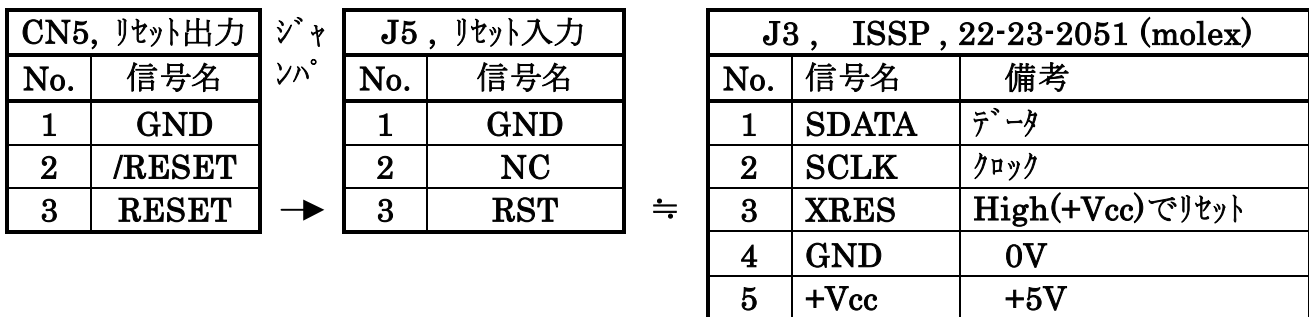 CN5, ﾘｾｯﾄ出力 ｼﾞｬ J5 , ﾘｾｯﾄ入力 J3 , ISSP , 22-23-2051 (molex)
No. 信号名 ﾝﾊﾟ No. 信号名 No. 信号名 備考
1 GND 1 GND 1 SDATA ﾃﾞｰﾀ
2 /RESET 2 NC 2 SCLK ｸﾛｯｸ
3 RESET → 3 RST ≒ 3 XRES High(+Vcc)でﾘｾｯﾄ
4 GND 0V
5 +Vcc +5V